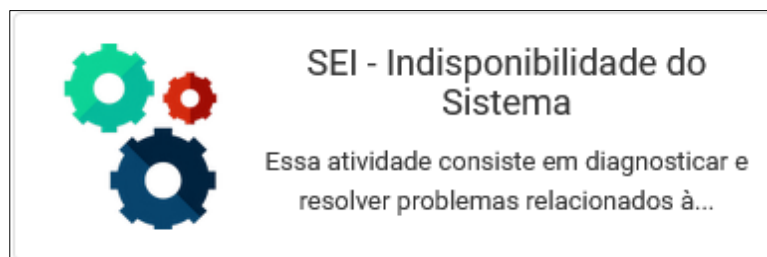 SEI - Indisponibilidade do
Sistema
Essa atividade consiste em diagnosticar e
resolver problemas relacionados à...